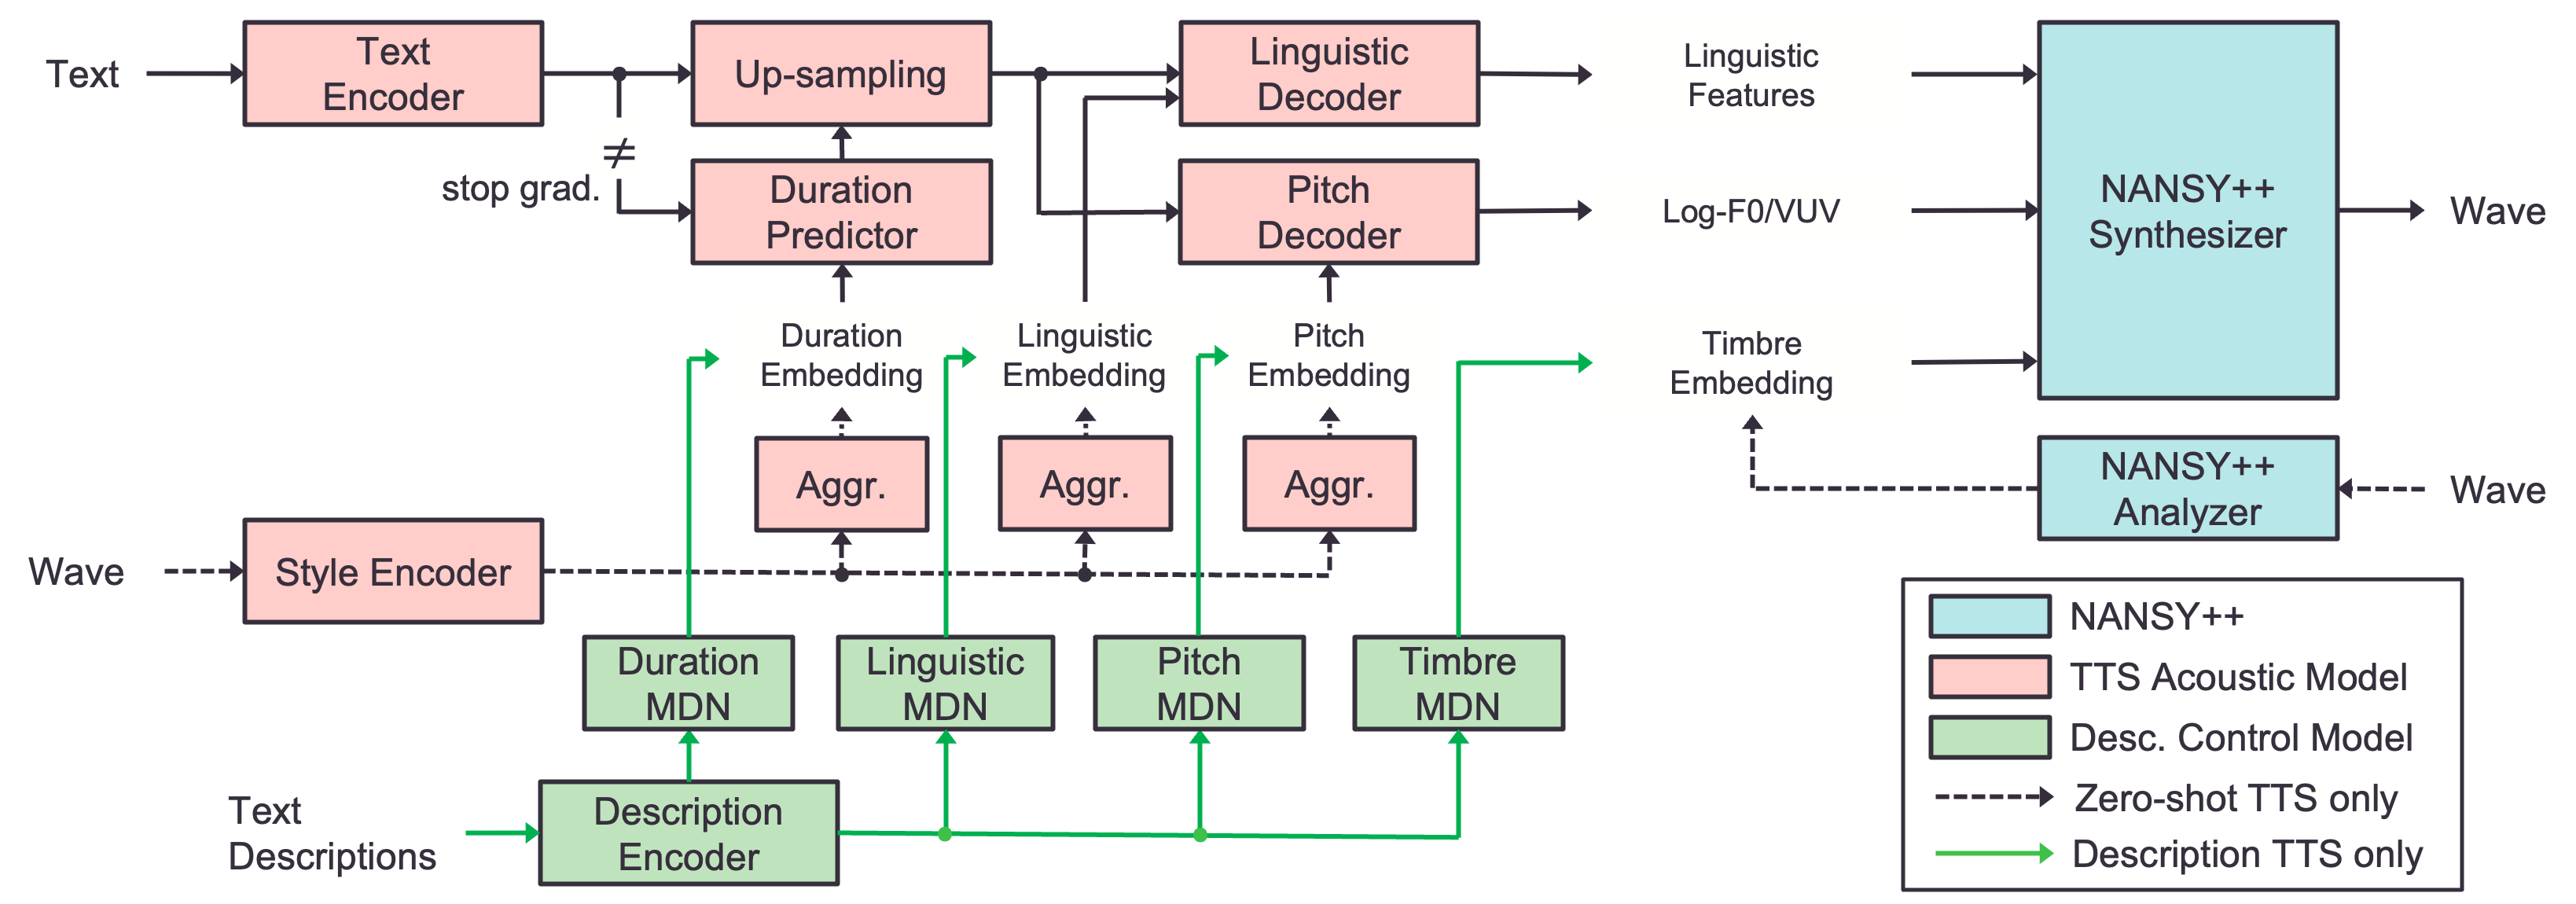 Text
Text
Encoder
Up-sampling
Linguistic
Decoder
Linguistic
Features
NANSY++
Synthesizer
Wave
≠
stop grad.
Duration
Predictor
Pitch
Decoder
Log-F0/VUV
Duration
Embedding
Linguistic
Embedding
Pitch
Embedding
Timbre
Embedding
Aggr.
Aggr.
Aggr.
NANSY++
Analyzer
Wave
Wave
Style Encoder
Duration
MDN
Linguistic
MDN
Pitch
MDN
Timbre
MDN
Text
Descriptions
Description
Encoder
NANSY++
TTS Acoustic Model
Desc. Control Model
Zero-shot TTS only
Description TTS only